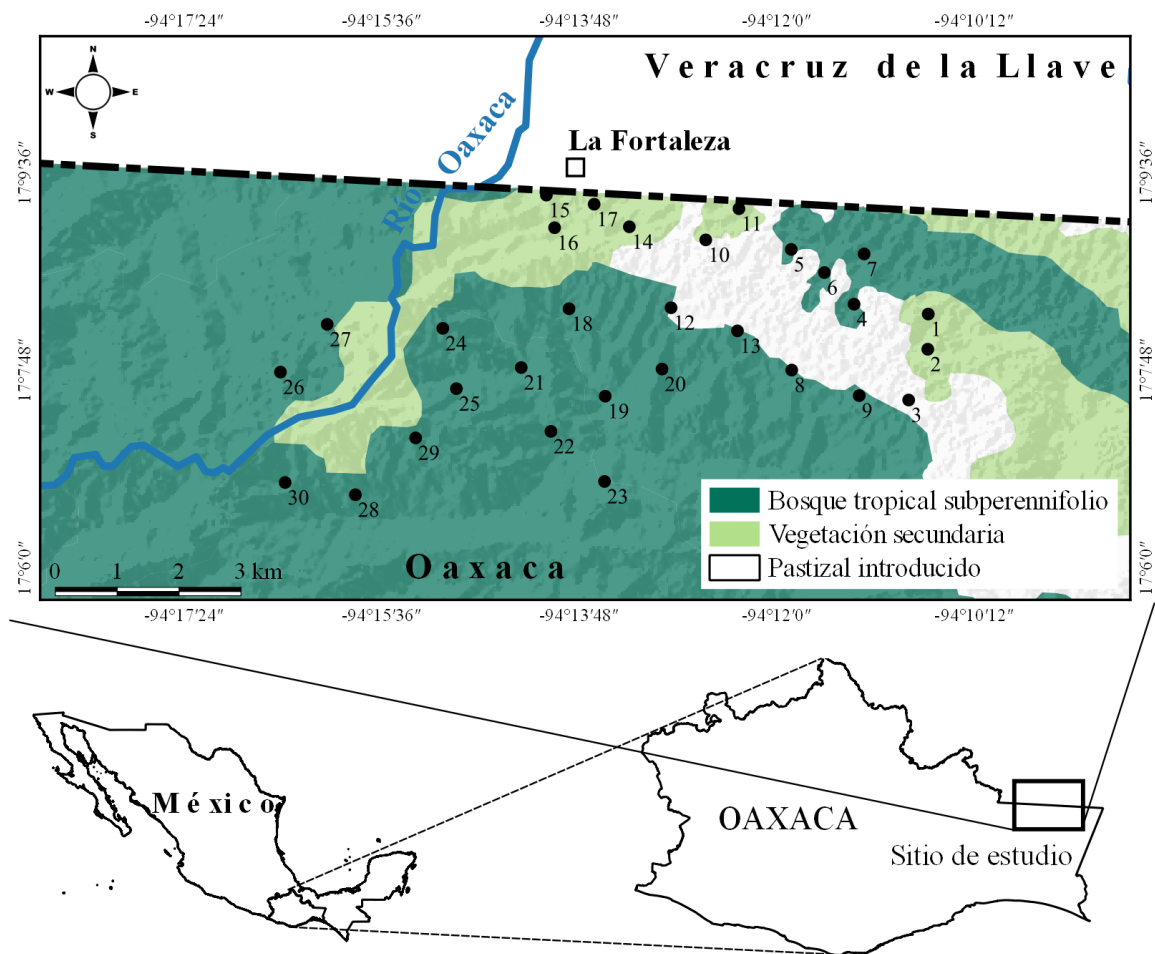 -94°17'24" -94°15'36" -94°13'48" -94°12'0" -94°10'12"
Veracruz de la Llave
N
W E
S
La Fortaleza
Río Oaxaca
17°9'36" 17°9'36"
15
17
11
16
14
10
5
7
6
18
12
4
1
27
24
13
2
26
21
20
8
25
19
9
3
29
22
30
28
23
17°7'48" 17°7'48"
Bosque tropical subperennifolio
Vegetación secundaria
Pastizal introducido
Oaxaca
0 1 2 3 km
17°6'0" 17°6'0"
-94°17'24" -94°15'36" -94°13'48" -94°12'0" -94°10'12"
México
OAXACA
Sitio de estudio